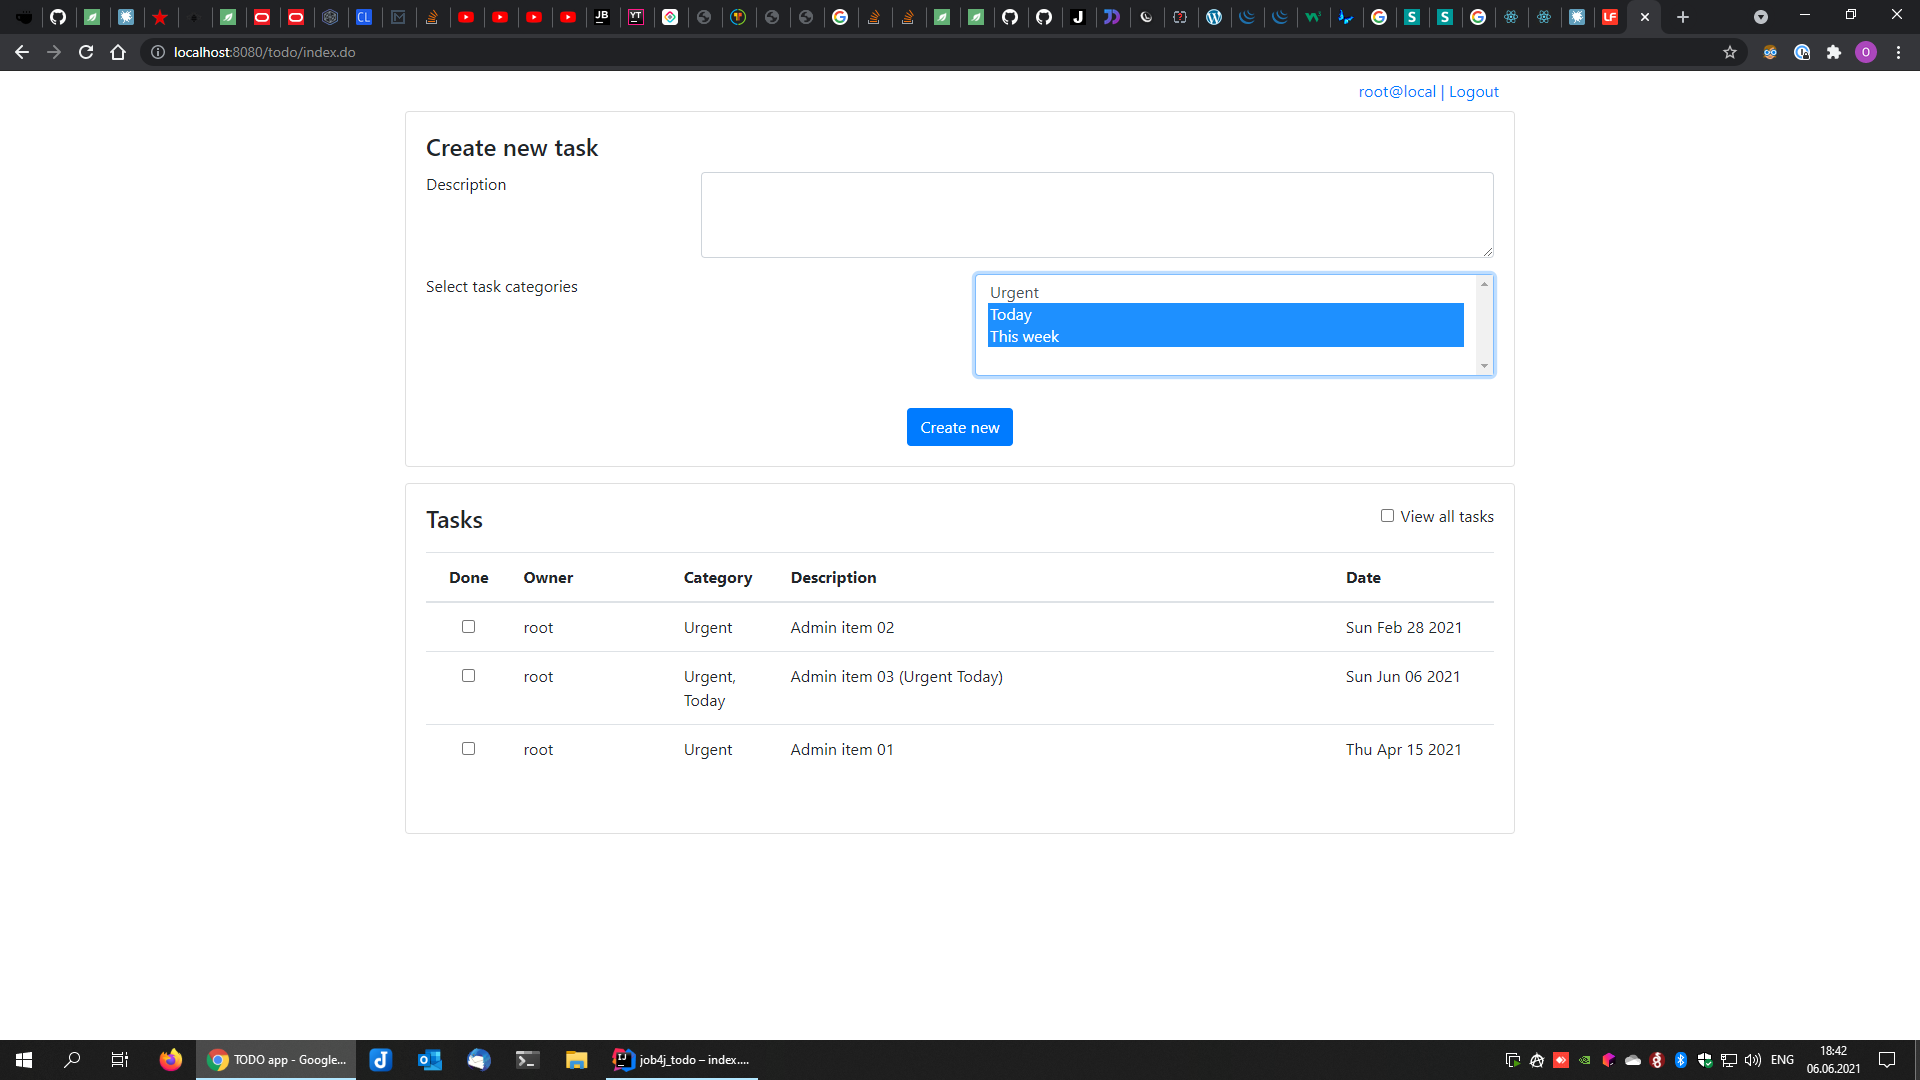 localhost:8080/todo/index.do
root@local | Logout
Create new task
Description
Select task categories
Urgent
Today
This week
Create new
Tasks
View all tasks
Done Owner Category Description Date
root Urgent Admin item 02 Sun Feb 28 2021
root Urgent, Admin item 03 (Urgent Today) Sun Jun 06 2021
Today
root Urgent Admin item 01 Thu Apr 15 2021
TODO app - Google...
job4j_todo – index....
ENG
18:42
06.06.2021